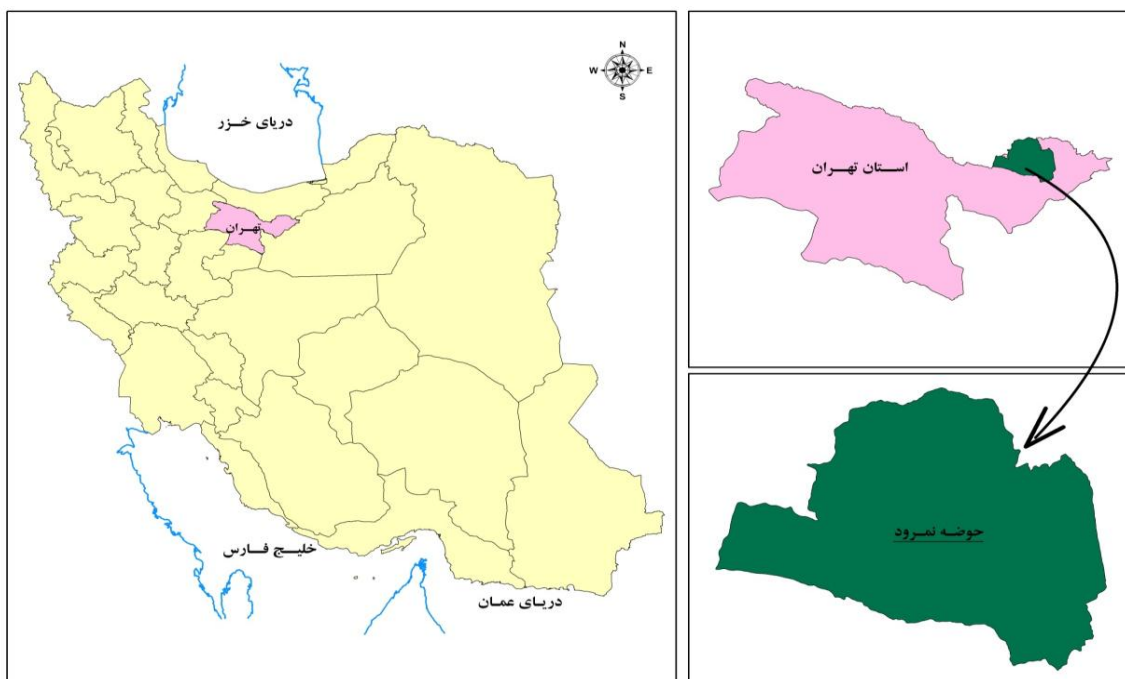 N
W E
S
دریای خزر
تهران
خلیج فارس
دریای عمان
استان تهران
حوضه نمرود